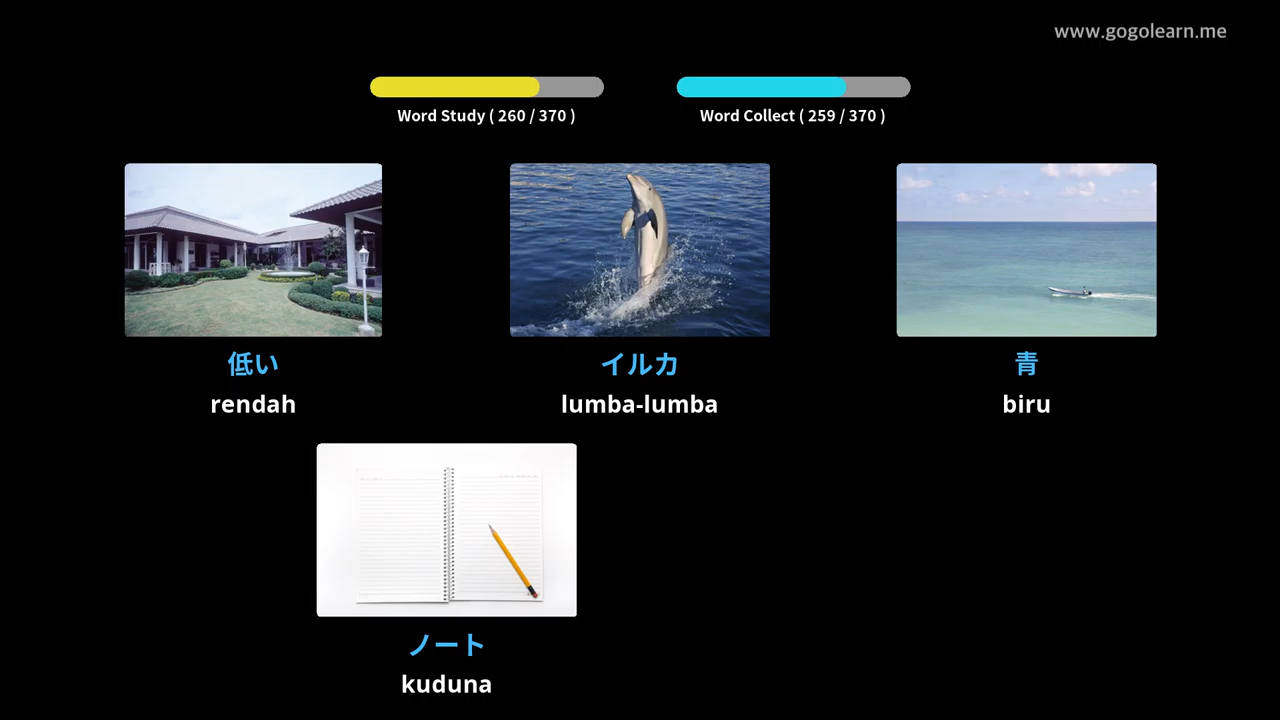 www.gogolearn.me
Word Study ( 260 / 370 )
Word Collect ( 259 / 370 )
低い
rendah
イルカ
lumba-lumba
青
biru
ノート
kuduna